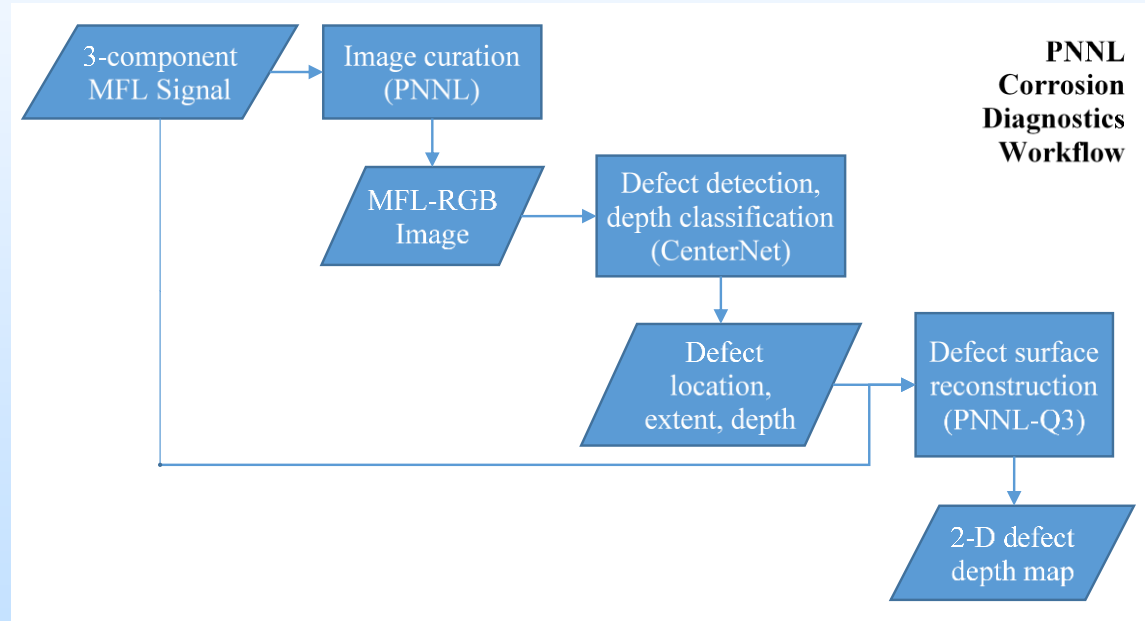 3-component
MFL Signal
Image curation
(PNNL)
PNNL
Corrosion
Diagnostics
Workflow
MFL-RGB
Image
Defect detection,
depth classification
(CenterNet)
Defect
location,
extent, depth
Defect surface
reconstruction
(PNNL-Q3)
2-D defect
depth map